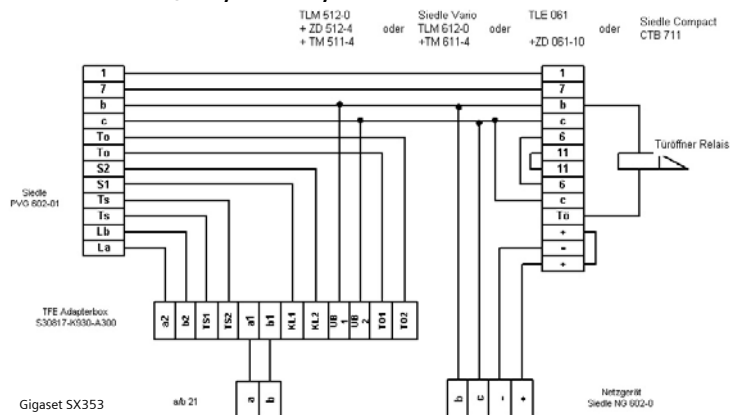 TLM 512-0
+ ZD 512-4
+ TM 511-4
oder
Siedle Vario
TLM 612-0
+TM 611-4
oder
TLE 061
+ZD 061-10
oder
Siedle Compact
CTB 711
1
7
b
c
To
To
S2
S1
Ts
Ts
Lb
La
Siedle
PVG 602-01
1
7
b
c
6
11
11
6
c
Tö
+
-
+
Türöffner Relais
TFE Adapterbox
S30817-K930-A300
a2
b2
TS1
TS2
a1
b1
KL1
KL2
UB 1
UB 2
TO1
TO2
Gigaset SX353
a/b 21
a
b
b
c
-
+
Netzgerät
Siedle NG 602-0